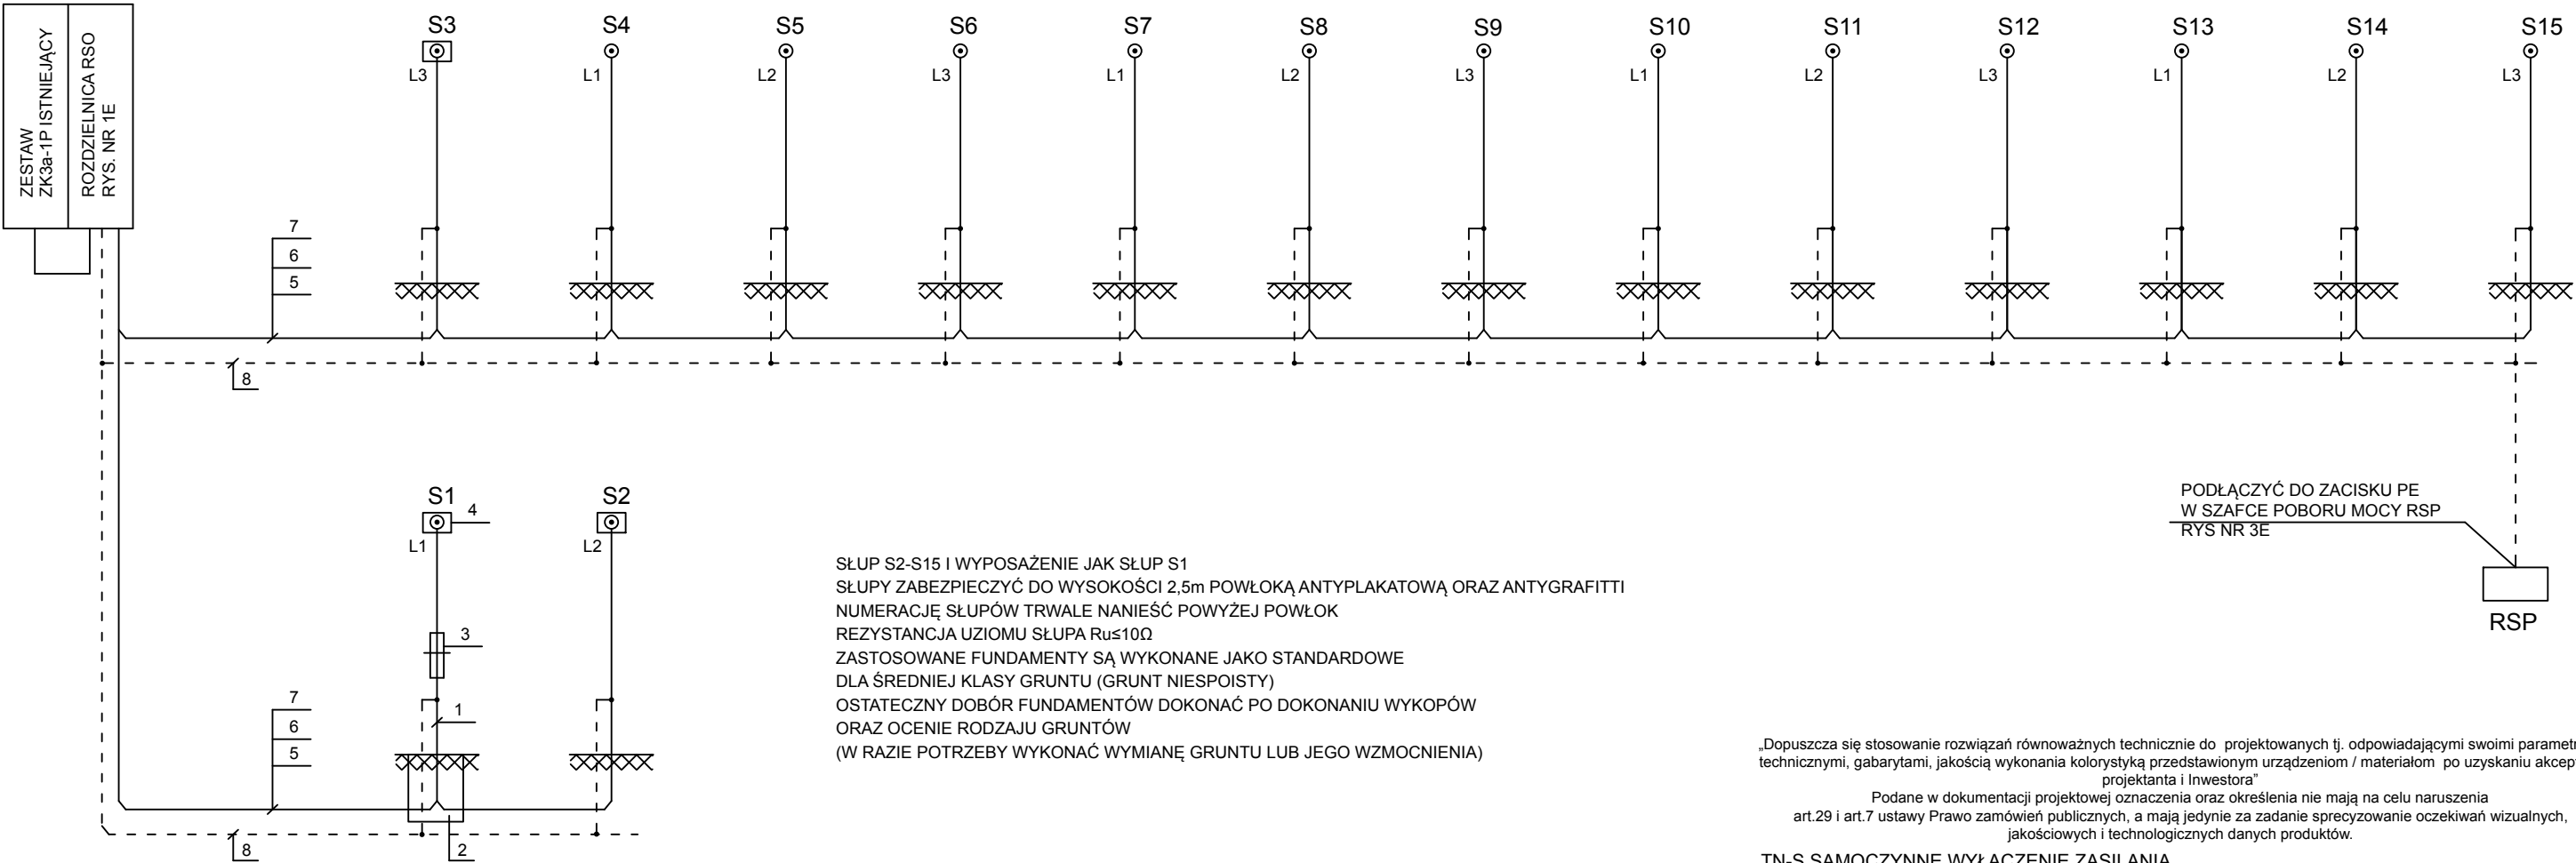 ZESTAW
ZK3a-1P ISTNIEJĄCY
ROZDZIELNICA RSO
RYS. NR 1E
S3
S4
S5
S6
S7
S8
S9
S10
S11
S12
S13
S14
S15
L3
L1
L2
L3
L1
L2
L3
L1
L2
L3
L1
L2
L3
7
6
5
8
S1
S2
4
L1
L2
3
7
6
5
1
8
2
SŁUP S2-S15 I WYPOSAŻENIE JAK SŁUP S1
SŁUPY ZABEZPIECZYĆ DO WYSOKOŚCI 2,5m POWŁOKĄ ANTYPLAKATOWĄ ORAZ ANTYGRAFITTI
NUMERACJĘ SŁUPÓW TRWALE NANIEŚĆ POWYŻEJ POWŁOK
REZYSTANCJA UZIOMU SŁUPA Ru≤10Ω
ZASTOSOWANE FUNDAMENTY SĄ WYKONANE JAKO STANDARDOWE
DLA ŚREDNIEJ KLASY GRUNTU (GRUNT NIESPOISTY)
OSTATECZNY DOBÓR FUNDAMENTÓW DOKONAĆ PO DOKONANIU WYKOPÓW
ORAZ OCENIE RODZAJU GRUNTÓW
(W RAZIE POTRZEBY WYKONAĆ WYMIANĘ GRUNTU LUB JEGO WZMOCNIENIA)
PODŁĄCZYĆ DO ZACISKU PE
W SZAFCE POBORU MOCY RSP
RYS NR 3E
RSP
„Dopuszcza się stosowanie rozwiązań równoważnych technicznie do projektowanych tj. odpowiadającymi swoimi parametr
technicznymi, gabarytami, jakością wykonania kolorystyką przedstawionym urządzeniom / materiałom po uzyskaniu akcep
projektanta i Inwestora”
Podane w dokumentacji projektowej oznaczenia oraz określenia nie mają na celu naruszenia
art.29 i art.7 ustawy Prawo zamówień publicznych, a mają jedynie za zadanie sprecyzowanie oczekiwań wizualnych,
jakościowych i technologicznych danych produktów.
TN-S SAMOCZYNNE WYŁĄCZENIE ZASILANIA